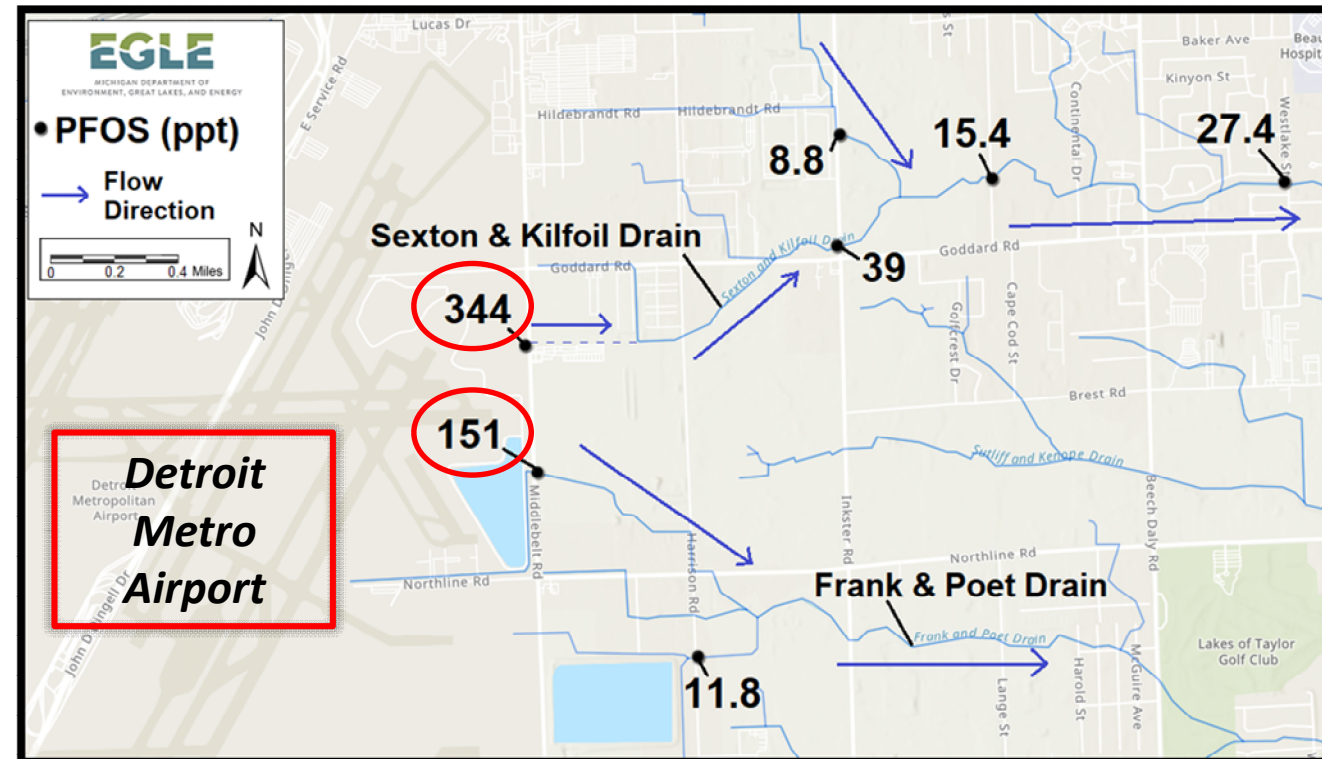 EGLE
MICHIGAN DEPARTMENT OF
ENVIRONMENT, GREAT LAKES, AND ENERGY
PFOS (ppt)
Flow
Direction
N
0 0.2 0.4 Miles
Lucas Dr
E Service Rd
Hildebrandt Rd
Hildebrandt Rd
Baker Ave
Kinyon St
Continental Dr
Westlake St
8.8
15.4
27.4
Sexton & Kilfoil Drain
Sexton and Kilfoil Drain
Goddard Rd
Goddard Rd
39
344
Golfcrest Dr
Cape Cod St
Brest Rd
151
Sutliff and Kenope Drain
Detroit
Metro
Airport
Metropolitan
Airport
Middlebelt Rd
Harrison Rd
Inkster Rd
Beech Daly Rd
Northline Rd
Northline Rd
Frank & Poet Drain
Frank and Poet Drain
Lakes of Taylor
Golf Club
11.8
Lange St
Harold St
McGuire Ave